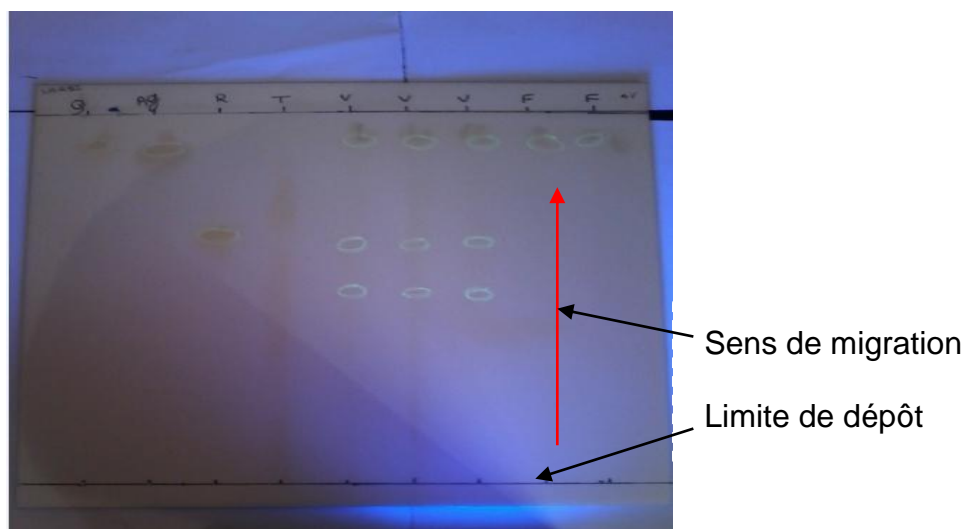 R T V V V F F
Sens de migration
Limite de dépôt